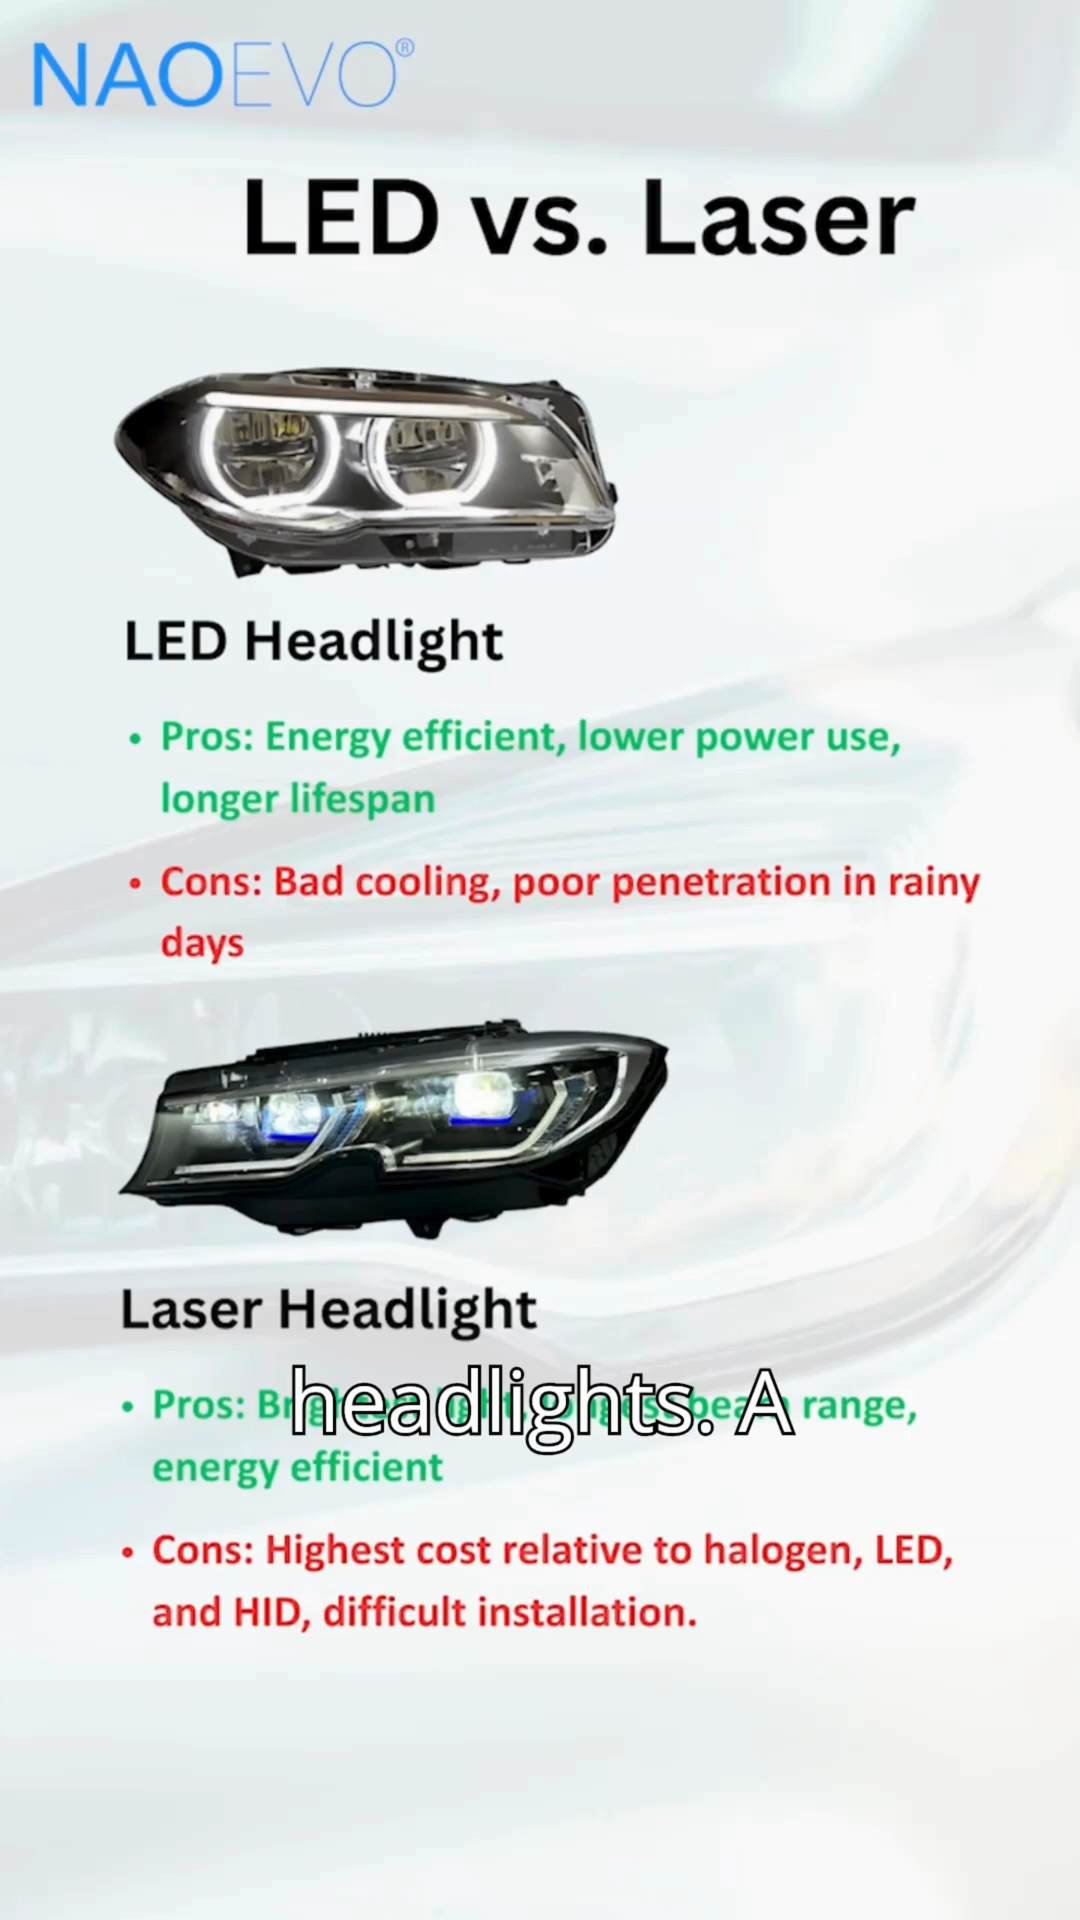 NAOEVO®
LED vs. Laser
LED Headlight
• Pros: Energy efficient, lower power use,
longer lifespan
• Cons: Bad cooling, poor penetration in rainy
days
Laser Headlight
• Pros: range,
headlights. A
energy efficient
• Cons: Highest cost relative to halogen, LED,
and HID, difficult installation.